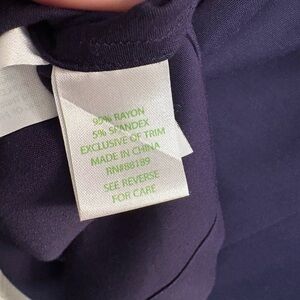 95% RAYON
5% SPANDEX
EXCLUSIVE OF TRIM
MADE IN CHINA
RN#88189
SEE REVERSE
FOR CARE